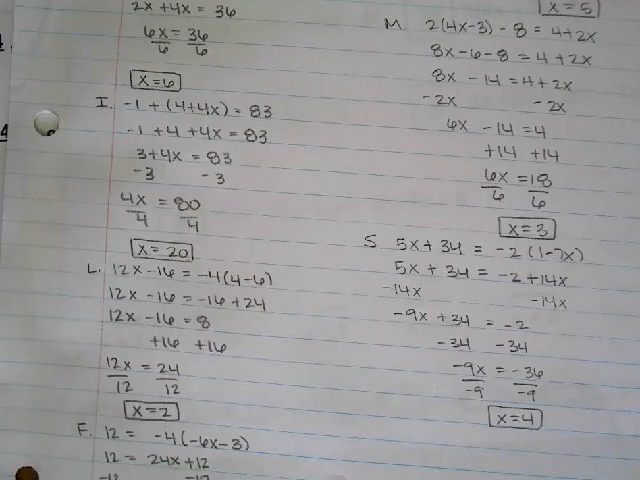 2x + 4x = 36
6x = 36
6 6
x = 6
I. -1 + (4+4x) = 83
-1 + 4 + 4x = 83
3 + 4x = 83
-3 -3
4x = 80
4 4
x = 20
L. 12x - 16 = -4(4-6)
12x - 16 = -16 + 24
12x - 16 = 8
+16 +16
12x = 24
12 12
x = 2
F. 12 = -4(-6x-3)
12 = 24x + 12
-12 -12
x = 5
M 2(4x-3) - 8 = 4 + 2x
8x - 6 - 8 = 4 + 2x
8x - 14 = 4 + 2x
-2x -2x
6x - 14 = 4
+14 +14
6x = 18
6 6
x = 3
S 5x + 34 = -2(1-7x)
5x + 34 = -2 + 14x
-14x -14x
-9x + 34 = -2
-34 -34
-9x = -36
-9 -9
x = 4